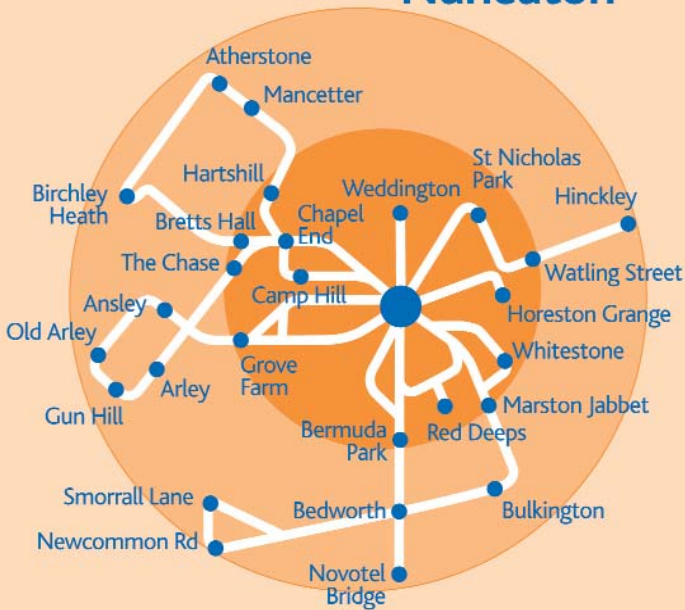 Nuneaton
Atherstone
Mancetter
Hartshill
Birchley
Heath
Bretts Hall
Chapel
End
The Chase
Camp Hill
Weddington
St Nicholas
Park
Hinckley
Watling Street
Horeston Grange
Ansley
Old Arley
Gun Hill
Arley
Grove
Farm
Whitestone
Marston Jabbet
Red Deeps
Bermuda
Park
Smorrall Lane
Newcommon Rd
Bedworth
Bulkington
Novotel
Bridge